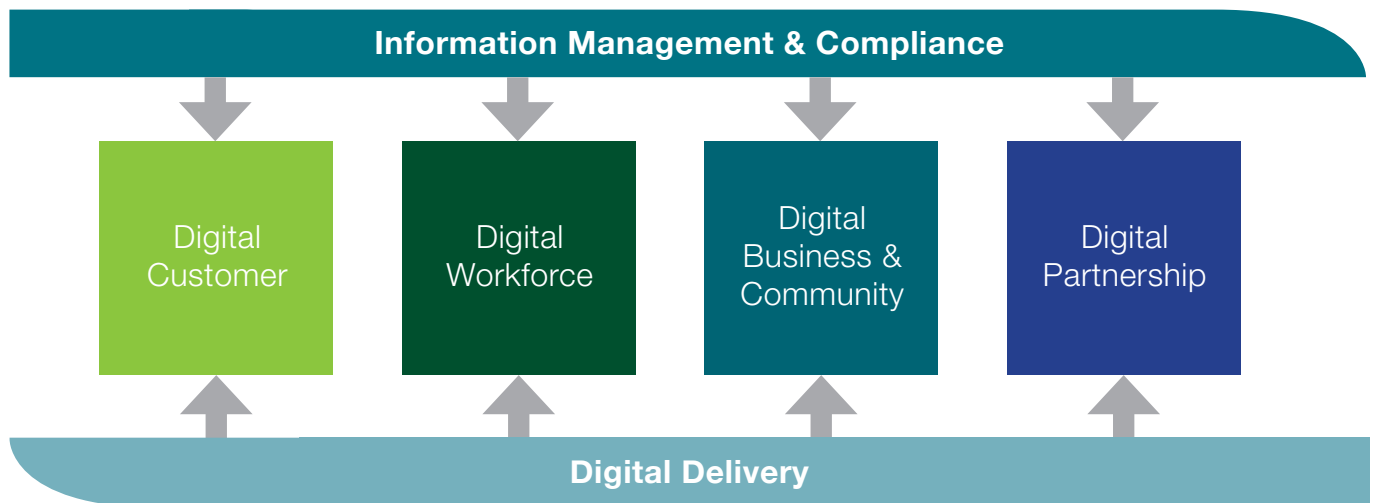 Information Management & Compliance
Digital
Customer
Digital
Workforce
Digital
Business &
Community
Digital
Partnership
Digital Delivery